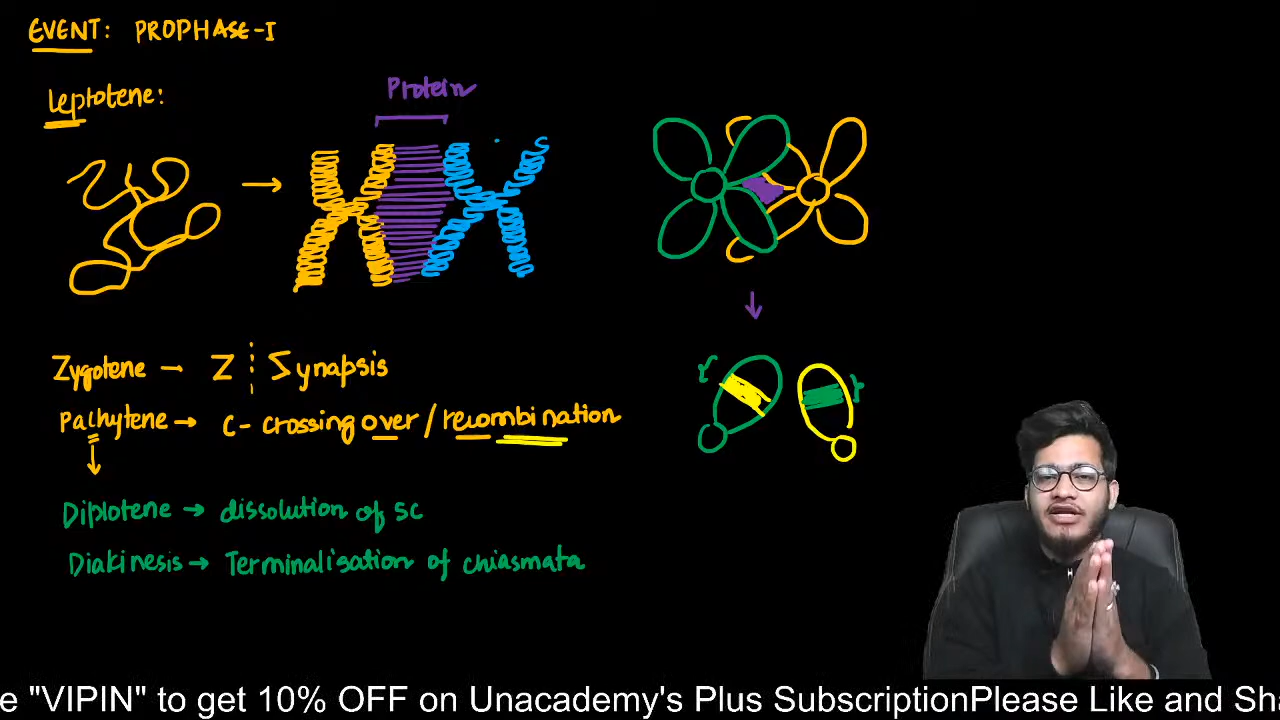 EVENT: PROPHASE-I
Leptotene:
Protein
Zygotene — Z Synapsis
Pachytene → C- crossing over / recombination
Diplotene → dissolution of SC
Diakinesis → Terminalisation of chiasmata
e "VIPIN" to get 10% OFF on Unacademy's Plus SubscriptionPlease Like and Sha